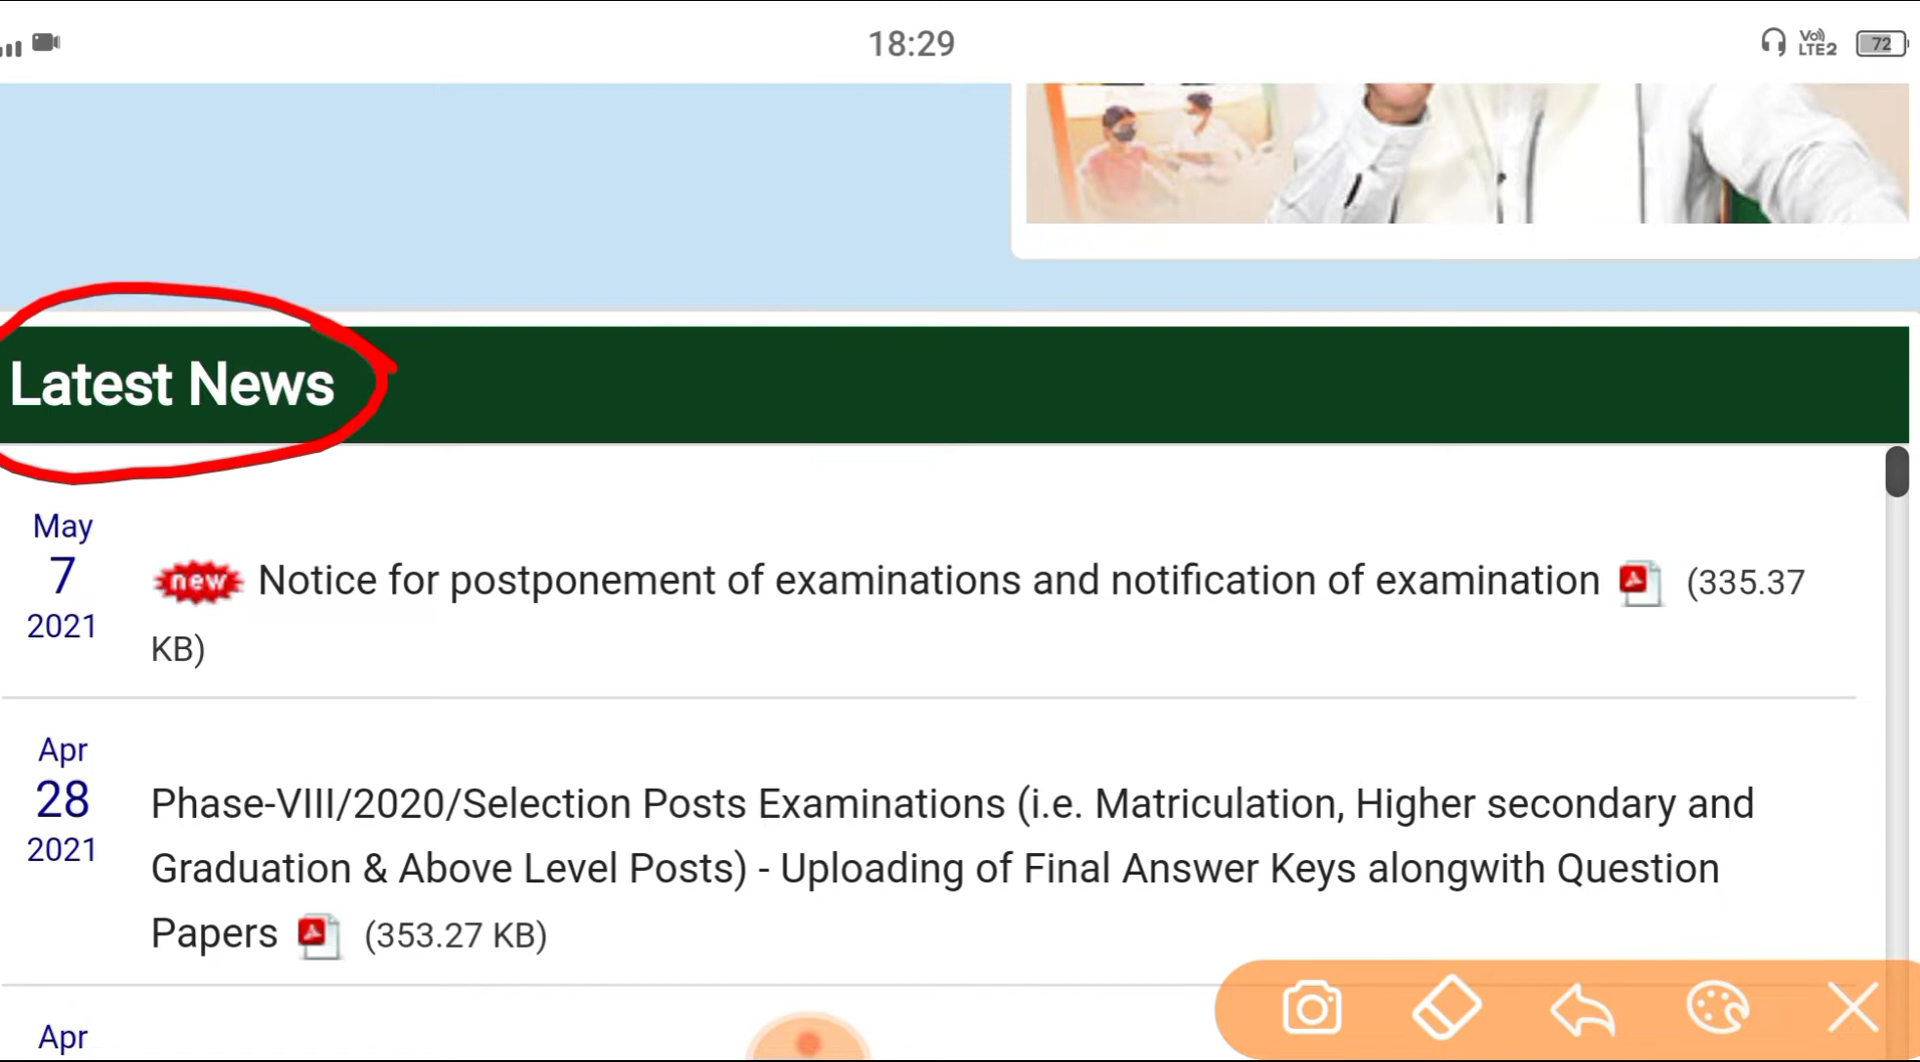 18:29
Vo)
LTE2
72
Latest News
May
7
2021
new Notice for postponement of examinations and notification of examination (335.37
KB)
Apr
28
2021
Phase-VIII/2020/Selection Posts Examinations (i.e. Matriculation, Higher secondary and
Graduation & Above Level Posts) - Uploading of Final Answer Keys alongwith Question
Papers (353.27 KB)
Apr